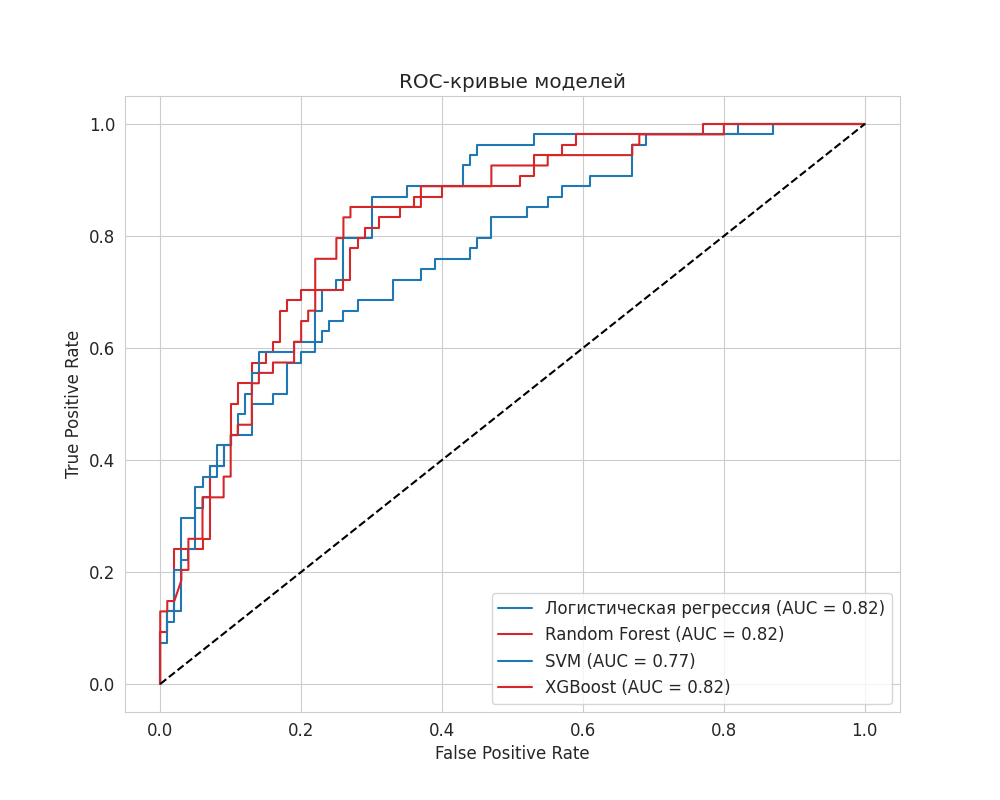 ROC-кривые моделей
1.0
0.8
0.6
0.4
0.2
0.0
True Positive Rate
Логистическая регрессия (AUC = 0.82)
Random Forest (AUC = 0.82)
SVM (AUC = 0.77)
XGBoost (AUC = 0.82)
0.0 0.2 0.4 0.6 0.8 1.0
False Positive Rate